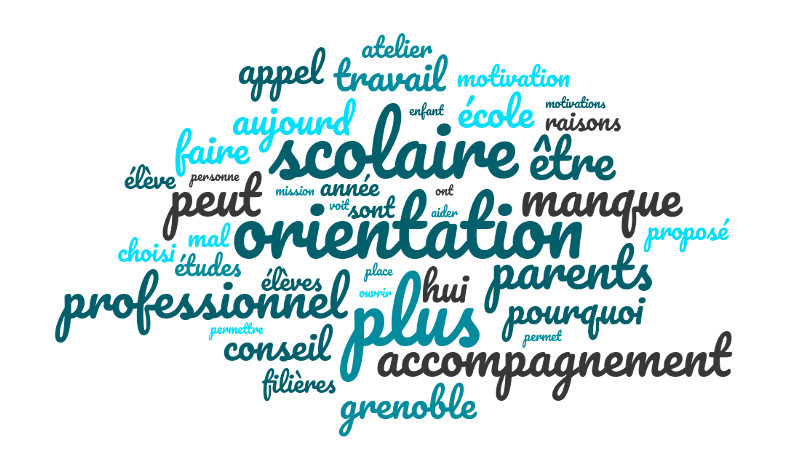 atelier
appel travail motivation
enfant motivations
aujourd école raisons
faire scolaire être
élève personne
mission année ont
peut voit sont aider manque
choisi mal orientation proposé
études place
élèves parents
professionnel ouvrir hui
plus pourquoi
permettre permet
conseil accompagnement
filières
grenoble